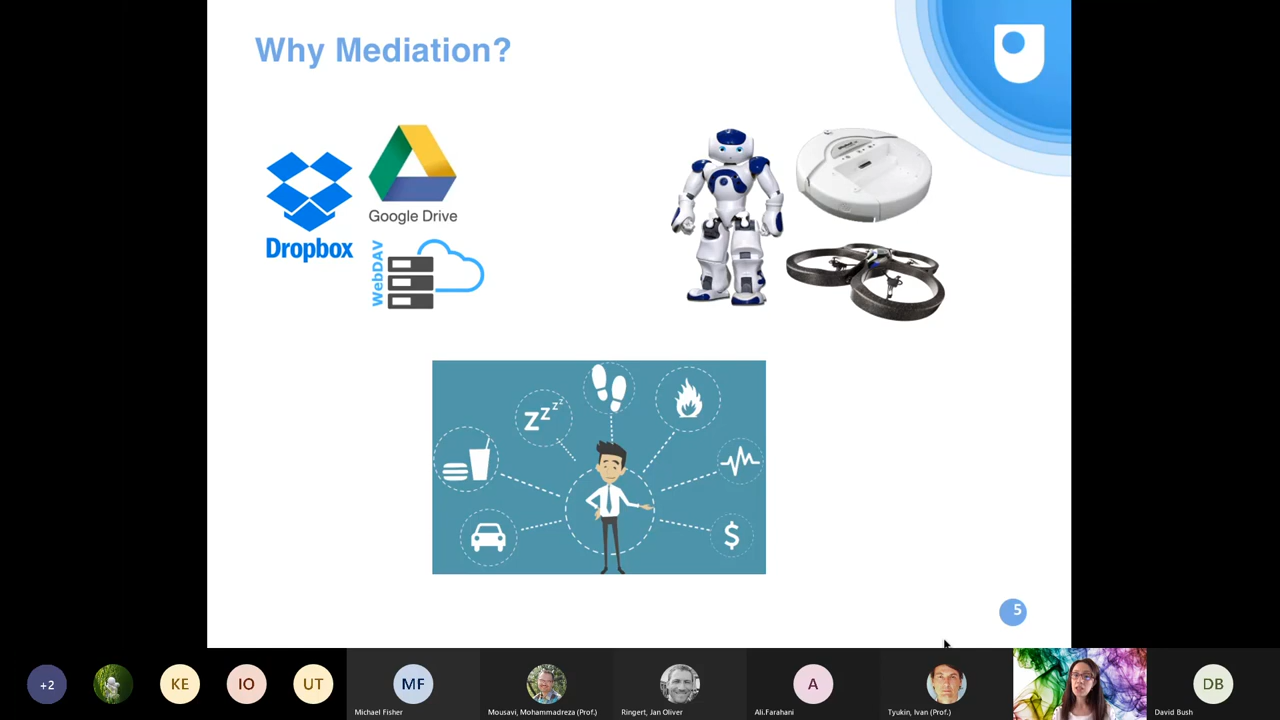 Why Mediation?
Dropbox
Google Drive
WebDAV
zzzzz
$
5
+2
KE
IO
UT
MF
A
DB
Michael Fisher
Mousavi, Mohammadreza (Prof.)
Ringert, Jan Oliver
Ali.Farahani
Tyukin, Ivan (Prof.)
David Bush